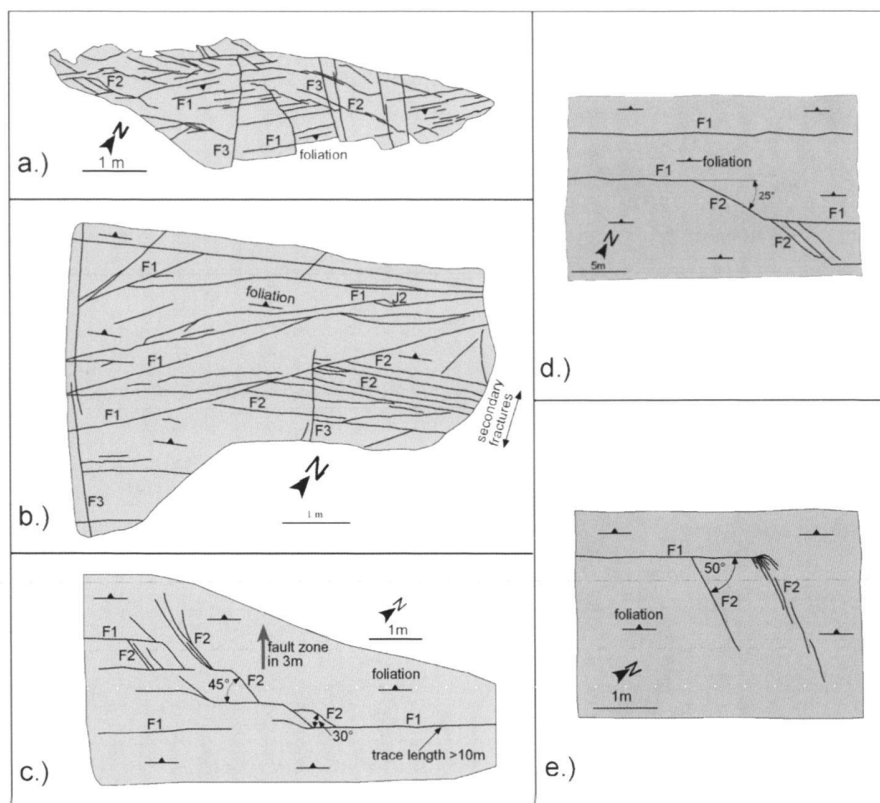 F2
F3
F1
F2
F1
F3
foliation
N
1 m
a.)
F1
foliation
F1
J2
F1
F2
F2
F1
F2
F3
F3
secondary
fractures
N
1 m
b.)
N
1m
F1
F2
F2
fault zone
in 3m
foliation
45°
F2
F2
F1
F1
30°
trace length >10m
c.)
F1
F1
foliation
F2
25°
F1
F2
N
5m
d.)
F1
50°
F2
F2
foliation
N
1m
e.)